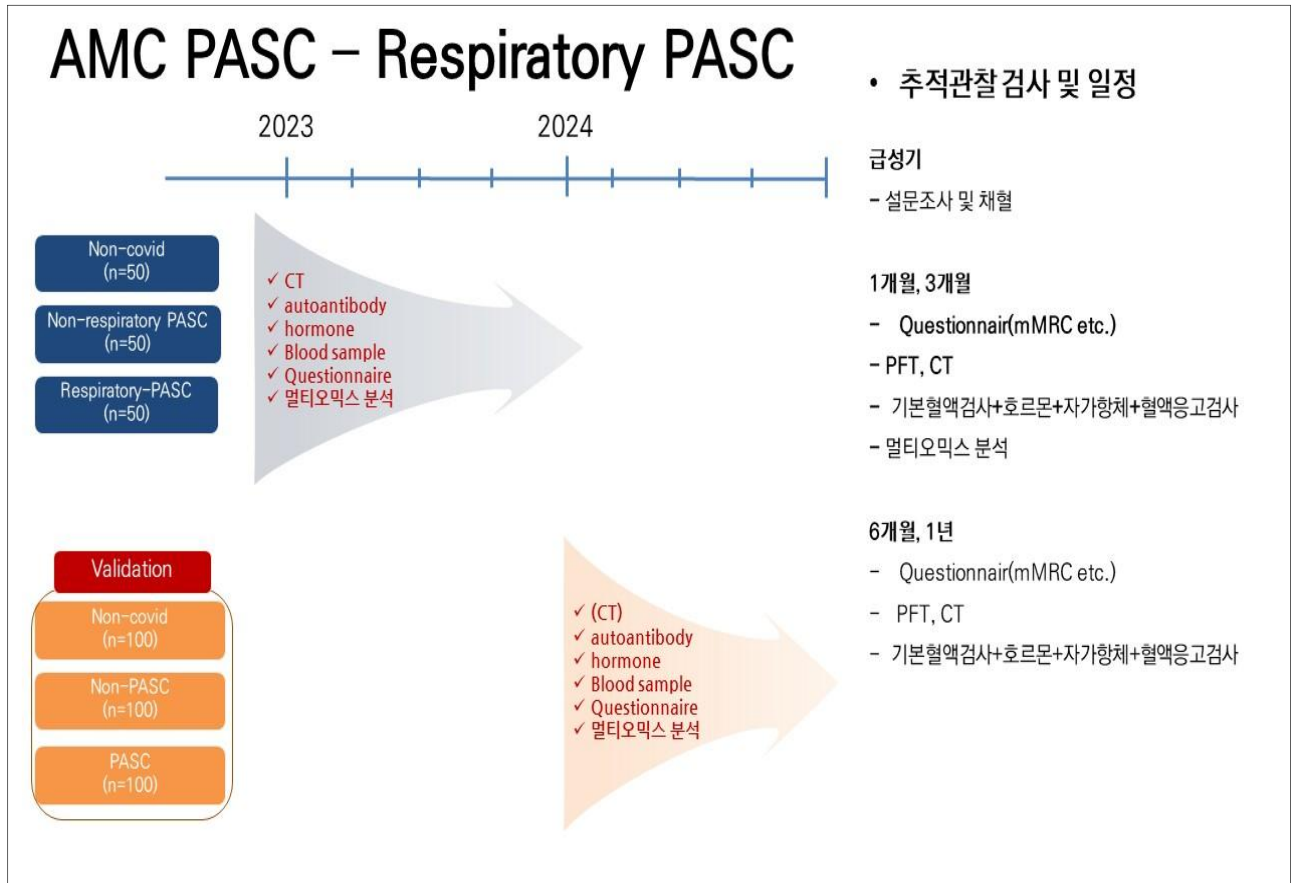 AMC PASC – Respiratory PASC
2023
2024
Non-covid
(n=50)
Non-respiratory PASC
(n=50)
Respiratory-PASC
(n=50)
✓ CT
✓ autoantibody
✓ hormone
✓ Blood sample
✓ Questionnaire
✓ 멀티오믹스 분석
Validation
Non-covid
(n=100)
Non-PASC
(n=100)
PASC
(n=100)
✓ (CT)
✓ autoantibody
✓ hormone
✓ Blood sample
✓ Questionnaire
✓ 멀티오믹스 분석
• 추적관찰 검사 및 일정
급성기
– 설문조사 및 채혈
1개월, 3개월
– Questionnair(mMRC etc.)
– PFT, CT
– 기본혈액검사+호르몬+자가항체+혈액응고검사
– 멀티오믹스 분석
6개월, 1년
– Questionnair(mMRC etc.)
– PFT, CT
– 기본혈액검사+호르몬+자가항체+혈액응고검사